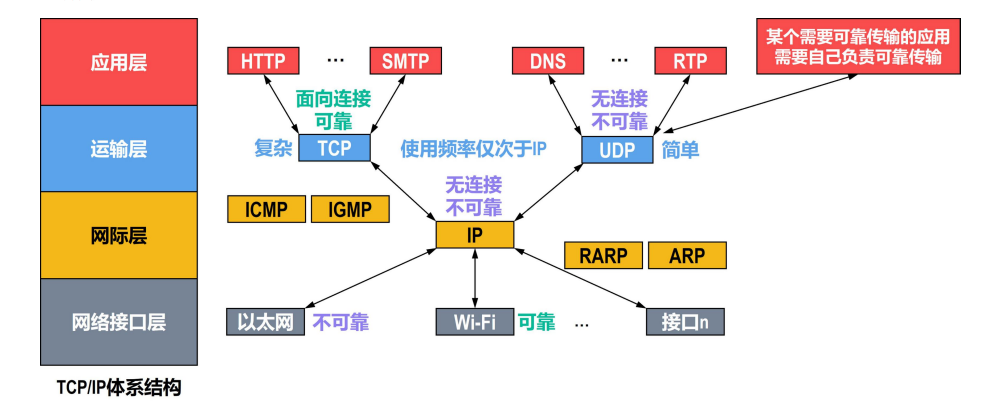 某个需要可靠传输的应用
需要自己负责可靠传输
应用层
HTTP … SMTP
DNS … RTP
面向连接
可靠
无连接
不可靠
运输层
复杂 TCP 使用频率仅次于IP UDP 简单
无连接
不可靠
ICMP IGMP
网际层
IP
RARP ARP
网络接口层
以太网 不可靠 Wi-Fi 可靠 … 接口n
TCP/IP体系结构